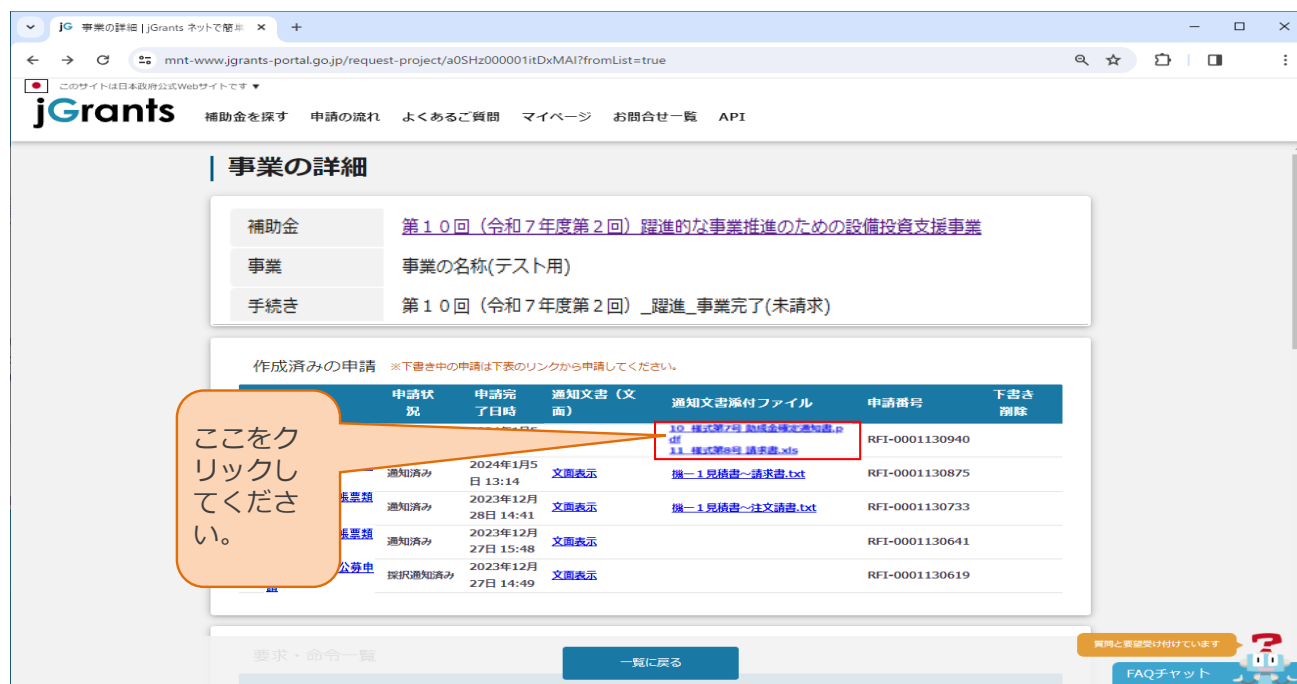 jG 事業の詳細 | jGrants ネットで簡単
mnt-www.jgrants-portal.go.jp/request-project/a0SHz000001itDxMAI?fromList=true
このサイトは日本政府公式Webサイトです ▼
jGrants 補助金を探す 申請の流れ よくあるご質問 マイページ お問合せ一覧 API
事業の詳細
補助金 第１０回（令和７年度第２回）躍進的な事業推進のための設備投資支援事業
事業 事業の名称(テスト用)
手続き 第１０回（令和７年度第２回）_躍進_事業完了(未請求)
作成済みの申請 ※下書き中の申請は下表のリンクから申請してください。
申請状況 申請完了日時 通知文書（文面） 通知文書添付ファイル 申請番号 下書き削除
10_様式第7号 助成金確定通知書.pdf
11_様式第8号 請求書.xls
RFI-0001130940
通知済み 2024年1月5日 13:14 文面表示 機ー１見積書～請求書.txt RFI-0001130875
帳票類 通知済み 2023年12月28日 14:41 文面表示 機ー１見積書～注文請書.txt RFI-0001130733
帳票類 通知済み 2023年12月27日 15:48 文面表示 RFI-0001130641
公募申 採択通知済み 2023年12月27日 14:49 文面表示 RFI-0001130619
ここをク
リックし
てくださ
い。
要求・命令一覧
一覧に戻る
質問と要望受け付けています
FAQチャット